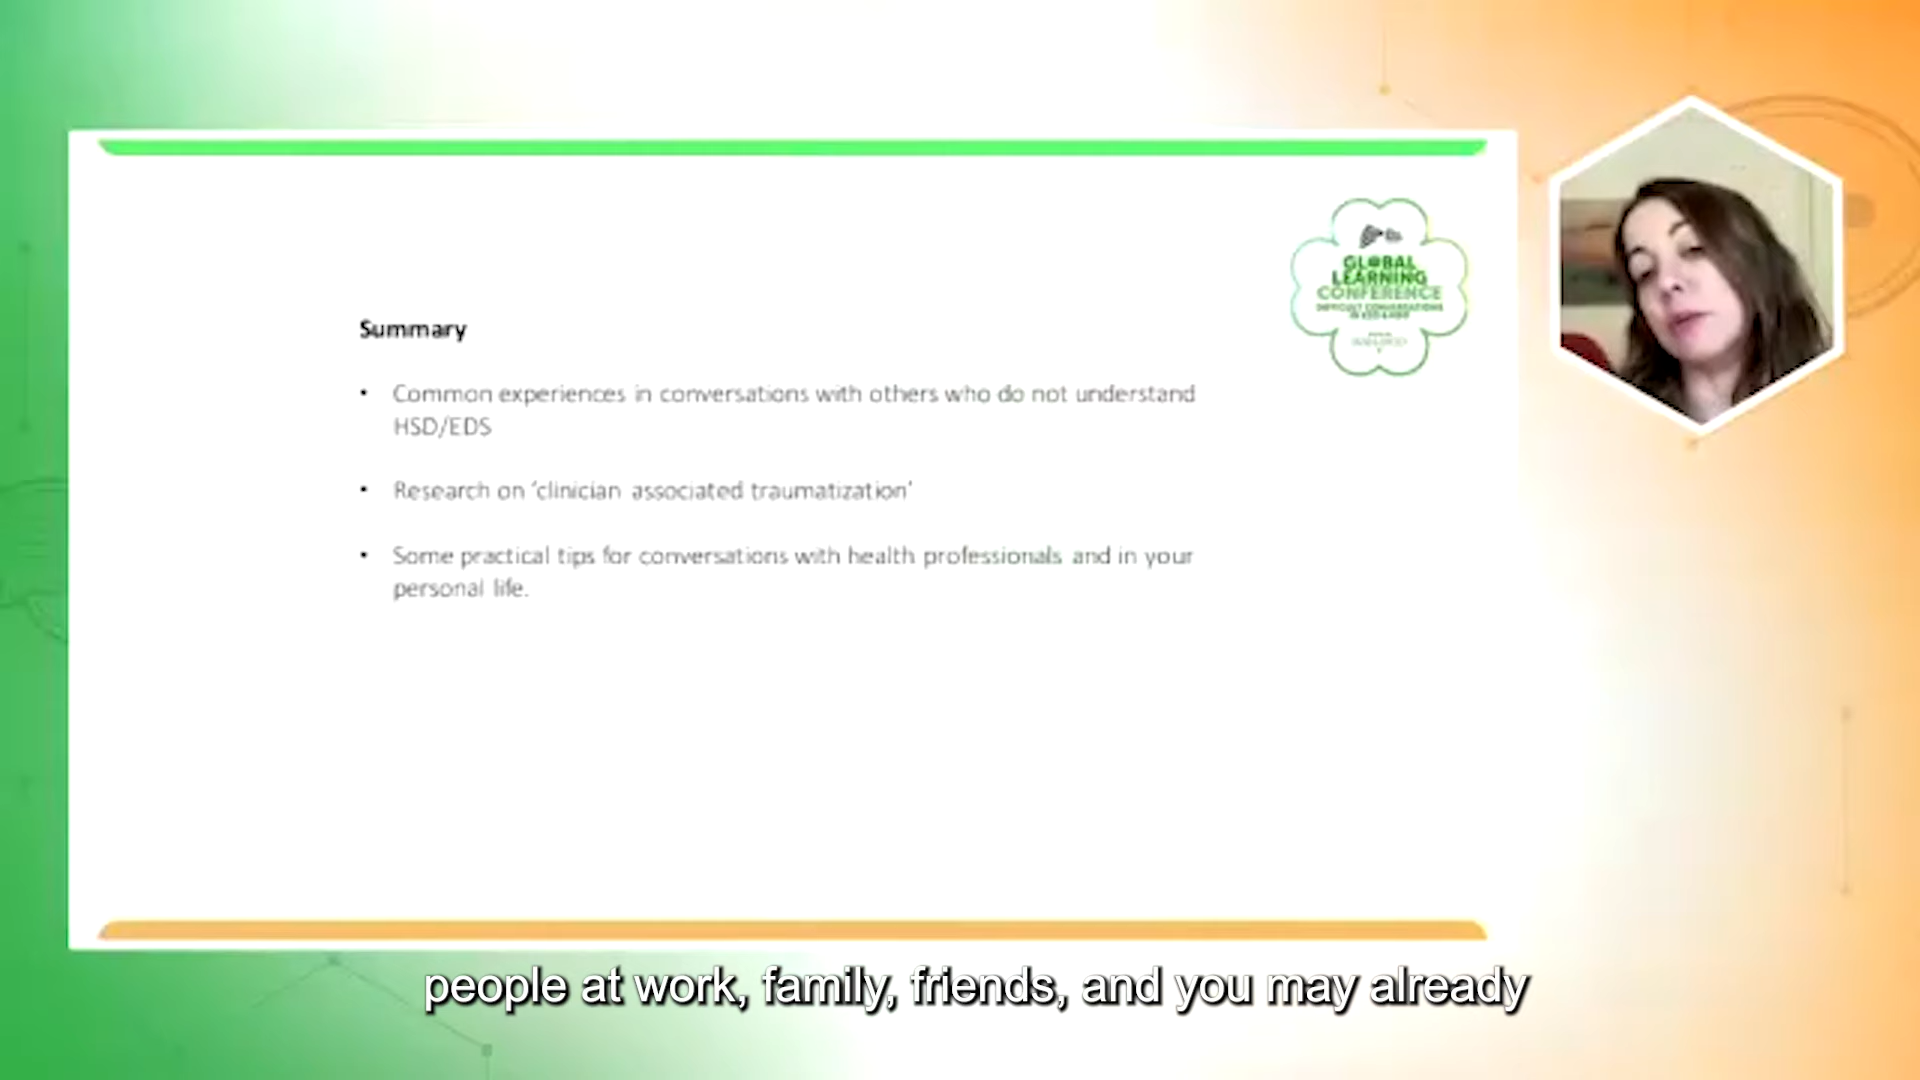 GLOBAL
LEARNING
CONFERENCE
DIFFICULT CONVERSATIONS
Summary
• Common experiences in conversations with others who do not understand
HSD/EDS
• Research on ‘clinician associated traumatization’
• Some practical tips for conversations with health professionals and in your
personal life.
people at work, family, friends, and you may already